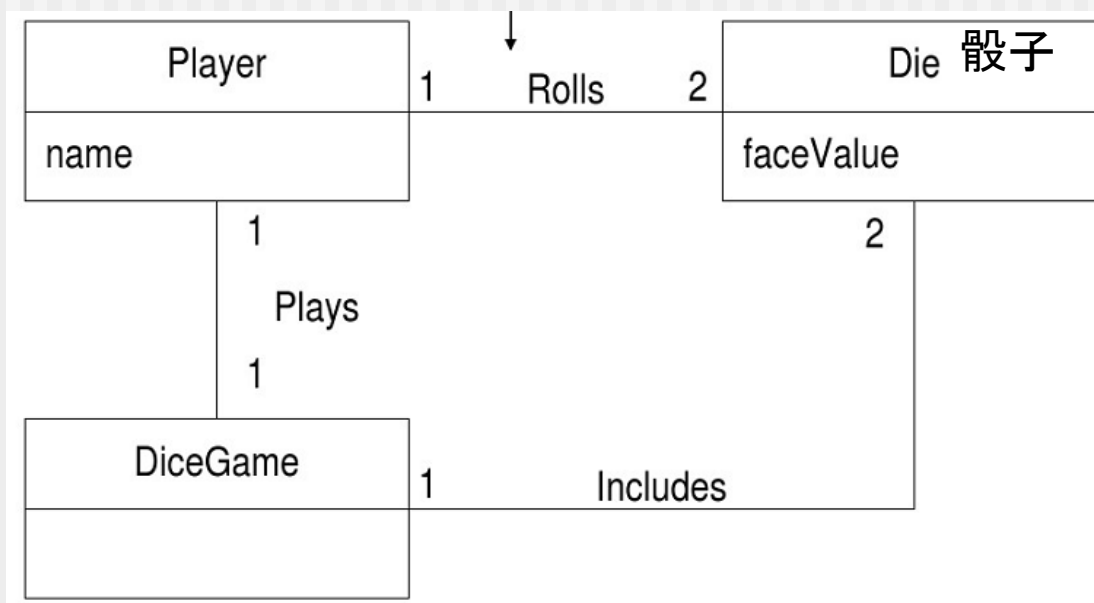 Player
1 Rolls 2
Die 骰子
name
faceValue
1
2
Plays
1
DiceGame
1 Includes